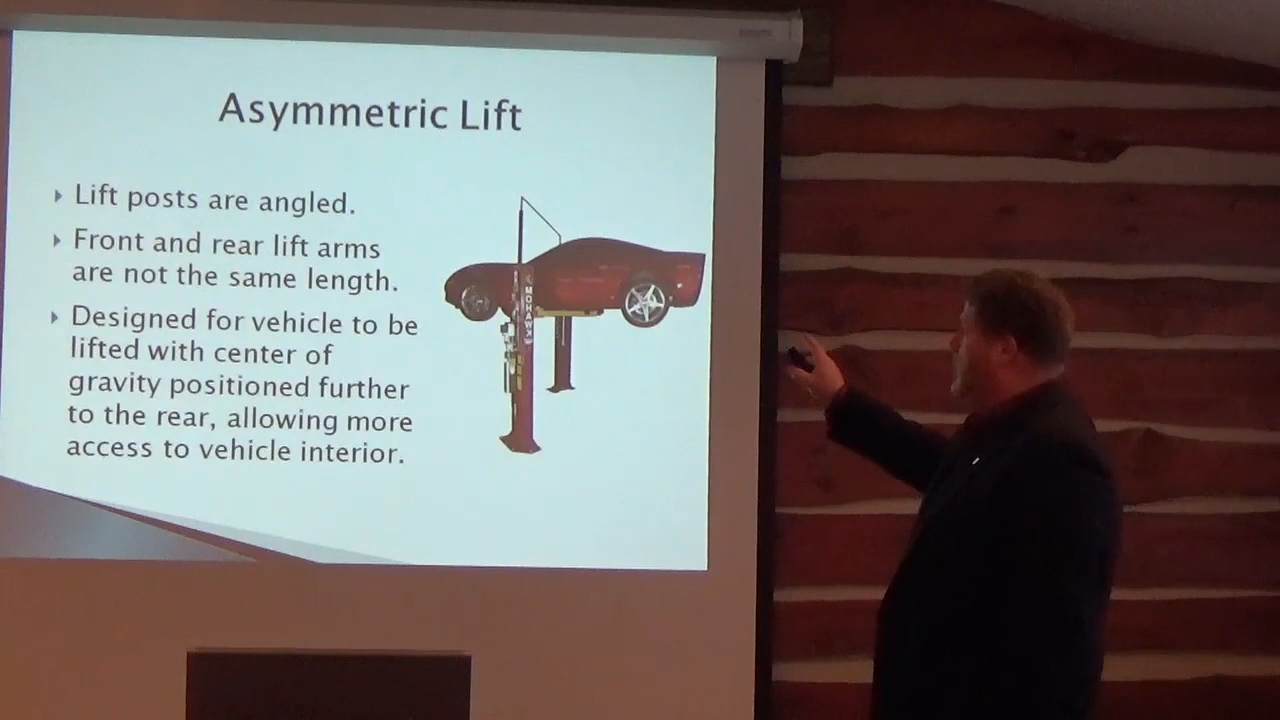 Asymmetric Lift
Lift posts are angled.
Front and rear lift arms
are not the same length.
Designed for vehicle to be
lifted with center of
gravity positioned further
to the rear, allowing more
access to vehicle interior.
MOHAWK